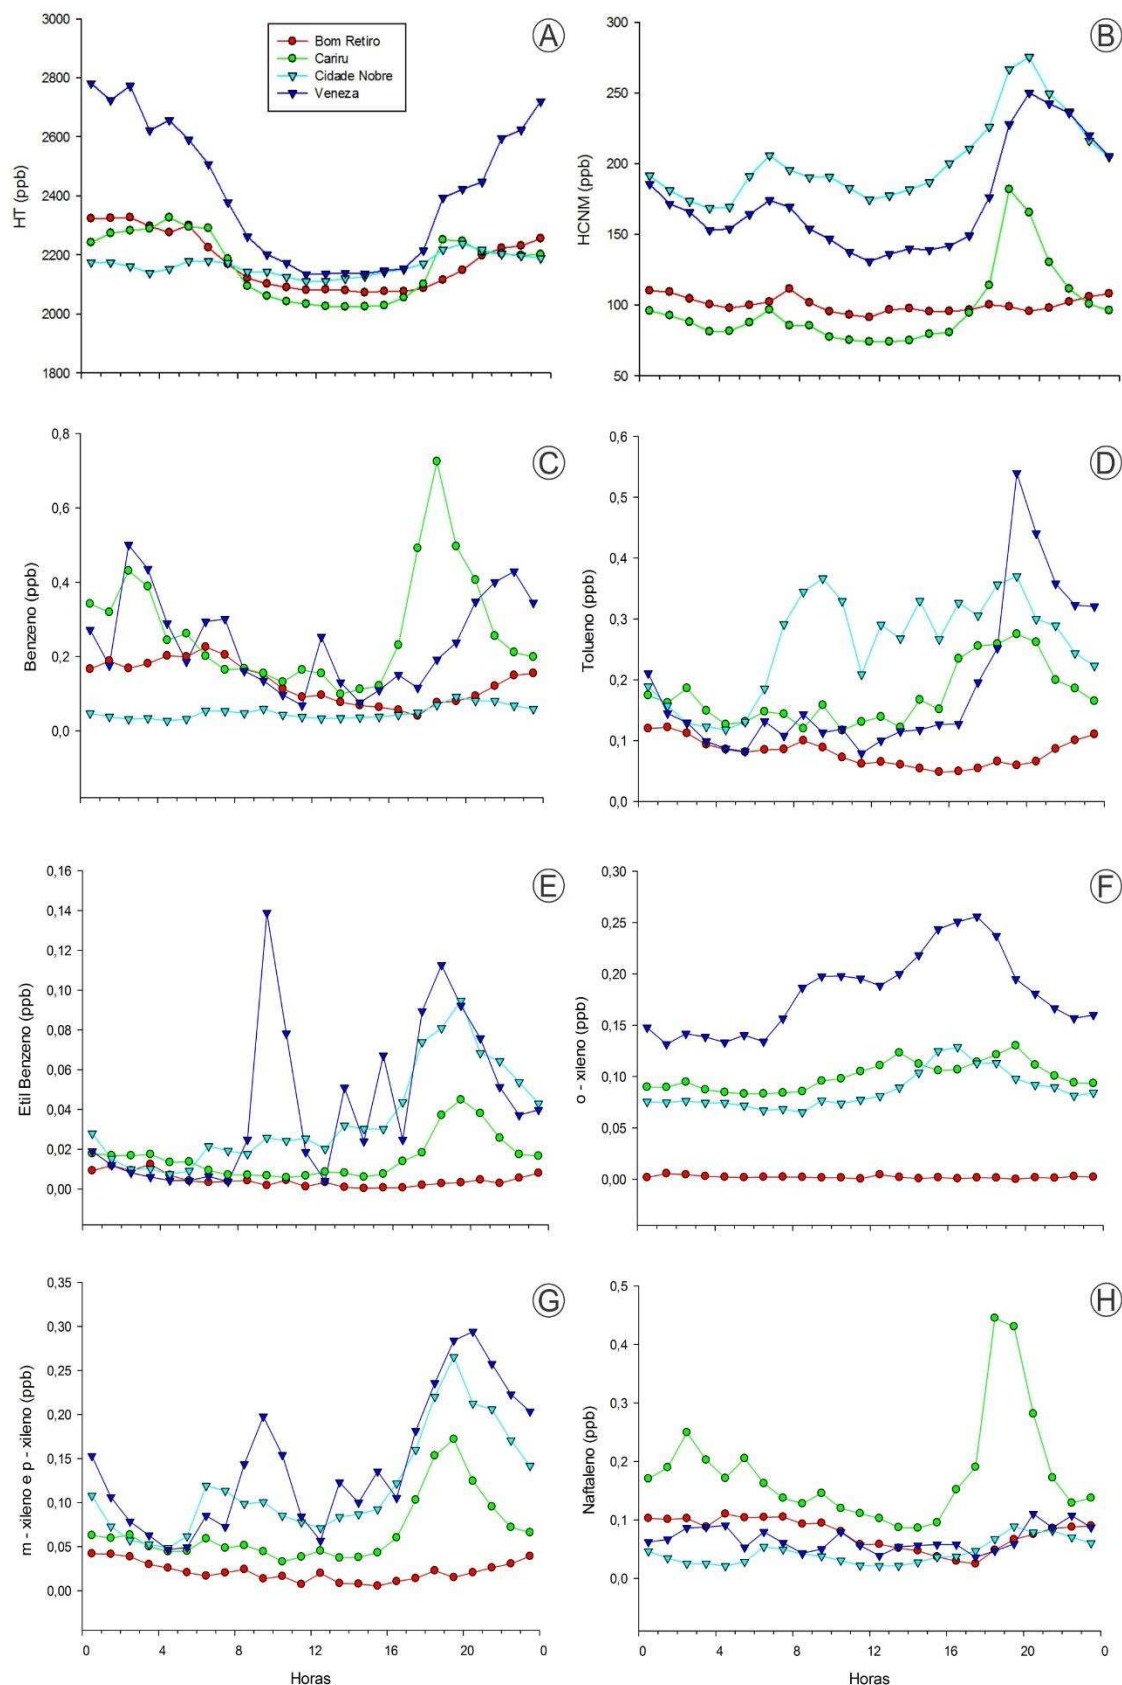 A
3000
2800
2600
2400
2200
2000
1800
HT (ppb)
Bom Retiro
Cariru
Cidade Nobre
Veneza
B
300
250
200
150
100
50
HCNM (ppb)
C
0,8
0,6
0,4
0,2
0,0
Benzeno (ppb)
D
0,6
0,5
0,4
0,3
0,2
0,1
0,0
Tolueno (ppb)
E
0,16
0,14
0,12
0,10
0,08
0,06
0,04
0,02
0,00
Etil Benzeno (ppb)
F
0,30
0,25
0,20
0,15
0,10
0,05
0,00
o - xileno (ppb)
G
0,35
0,30
0,25
0,20
0,15
0,10
0,05
0,00
m - xileno e p - xileno (ppb)
0 4 8 12 16 20 0
Horas
H
0,5
0,4
0,3
0,2
0,1
0,0
Naftaleno (ppb)
0 4 8 12 16 20 0
Horas